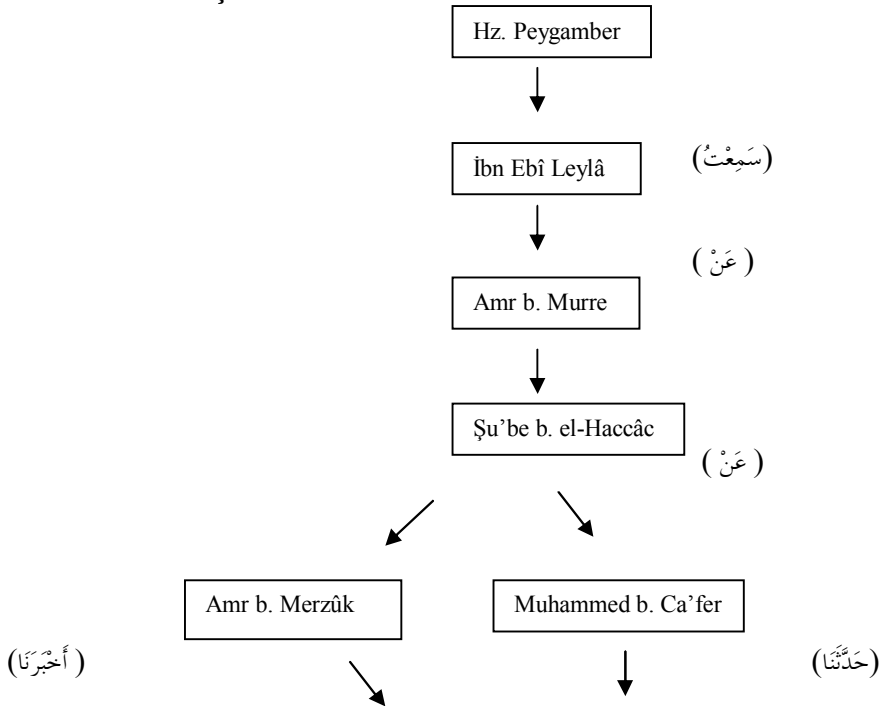 Hz. Peygamber
İbn Ebî Leylâ
(سَمِعْتُ)
( عَنْ )
Amr b. Murre
Şu’be b. el-Haccâc
( عَنْ )
Amr b. Merzûk
Muhammed b. Ca’fer
( أَخْبَرَنَا)
(حَدَّثَنَا)